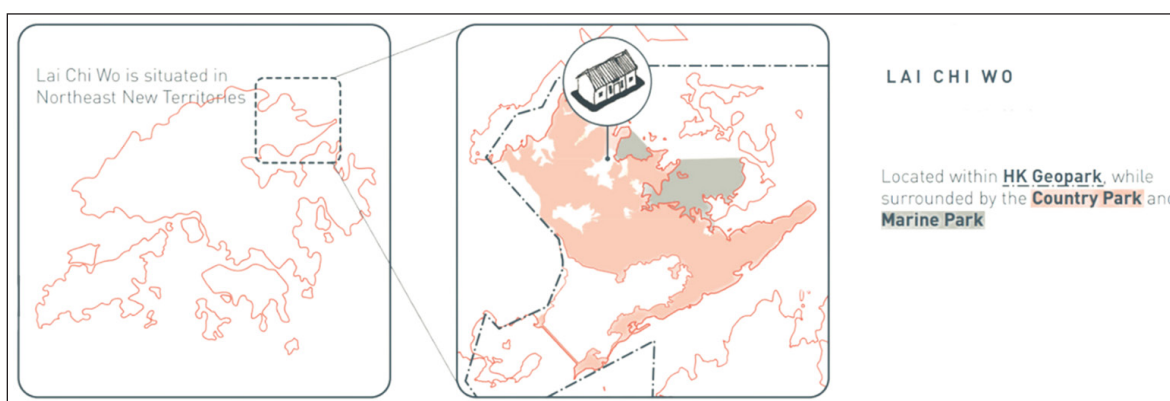 Lai Chi Wo is situated in
Northeast New Territories
LAI CHI WO
Located within HK Geopark, while
surrounded by the Country Park and
Marine Park